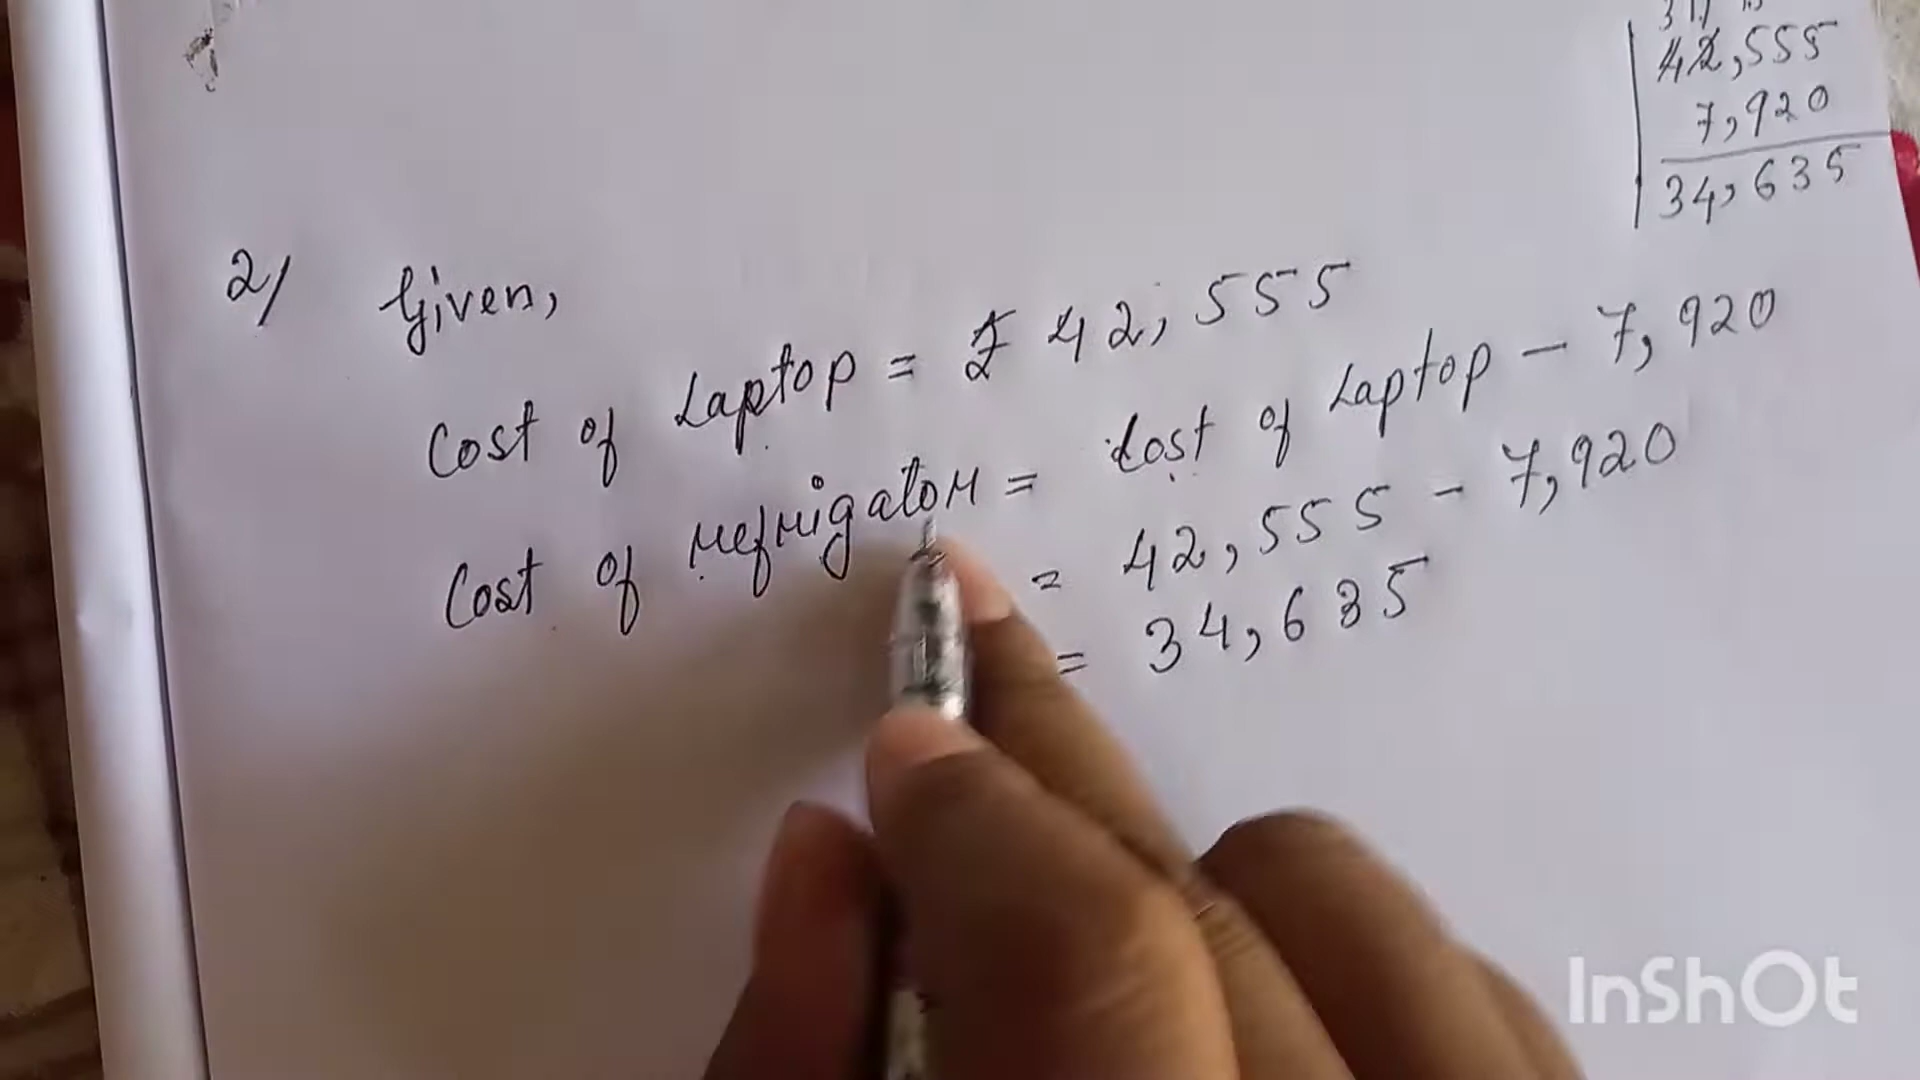 42,555
7,920
34,635
2/ Given,
Cost of Laptop = ₹ 42,555
Cost of refrigator = Cost of Laptop - 7,920
= 42,555 - 7,920
= 34,635
InShOt